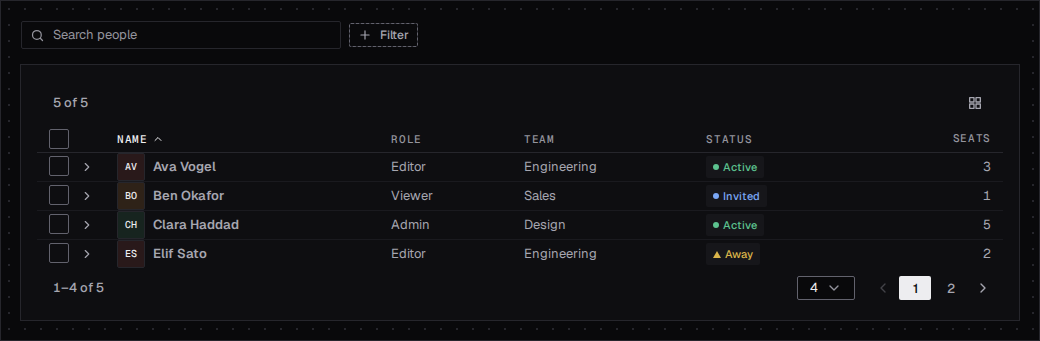 Search people
Filter
5 of 5
NAME ROLE TEAM STATUS SEATS
AV Ava Vogel Editor Engineering Active 3
BO Ben Okafor Viewer Sales Invited 1
CH Clara Haddad Admin Design Active 5
ES Elif Sato Editor Engineering Away 2
1–4 of 5 4 1 2